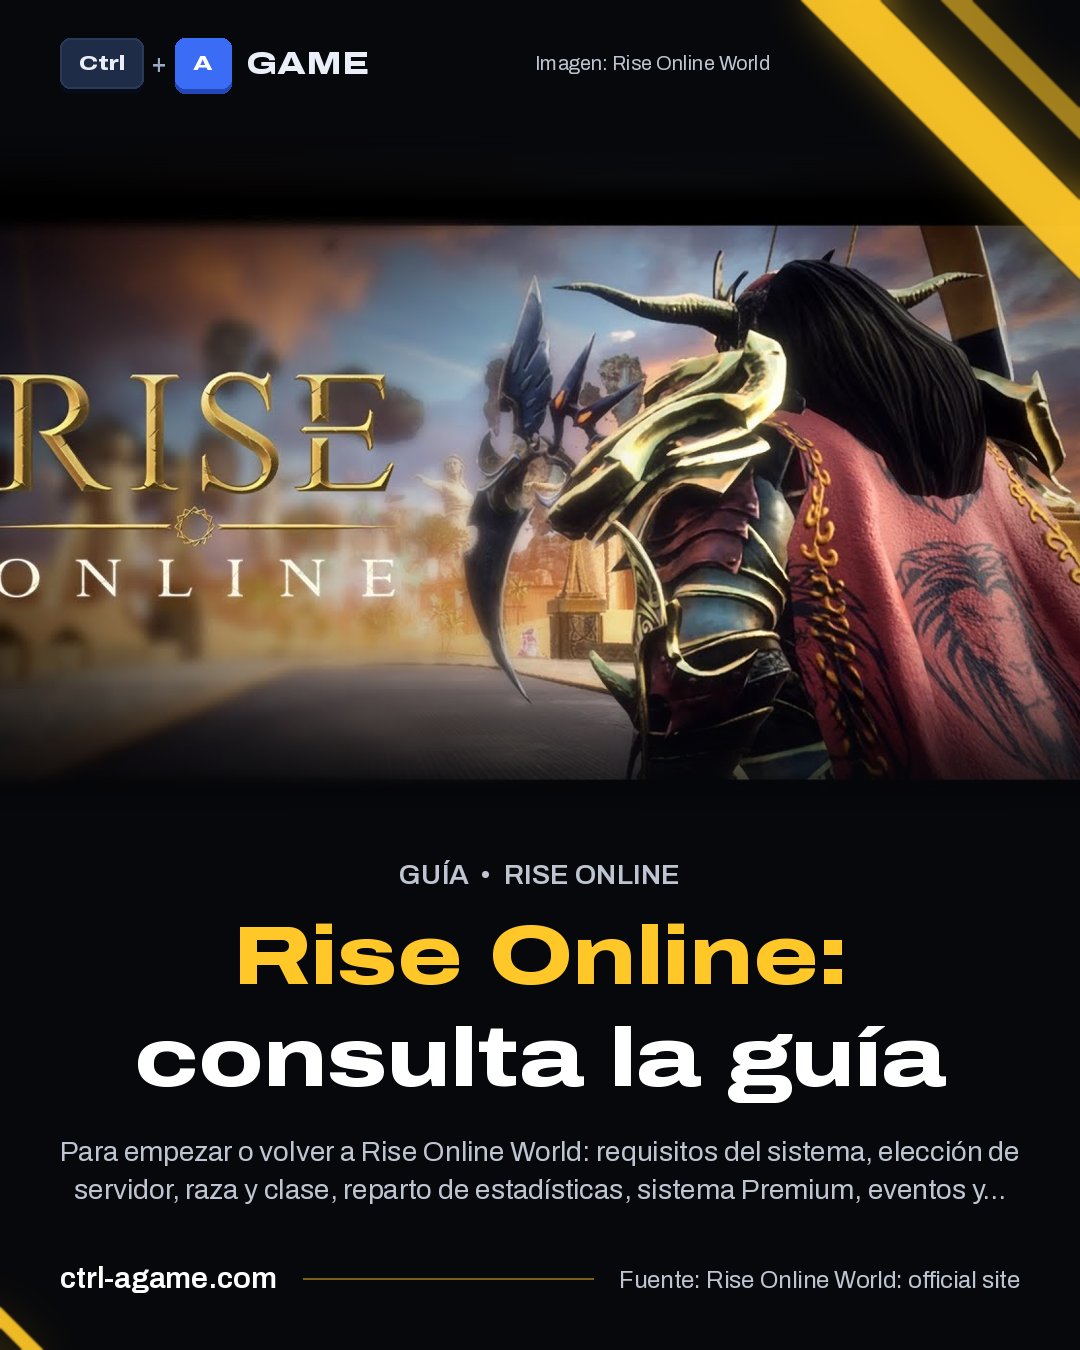 Ctrl + A GAME
Imagen: Rise Online World
RISE
ONLINE
GUÍA • RISE ONLINE
Rise Online:
consulta la guía
Para empezar o volver a Rise Online World: requisitos del sistema, elección de
servidor, raza y clase, reparto de estadísticas, sistema Premium, eventos y...
ctrl-agame.com
Fuente: Rise Online World: official site